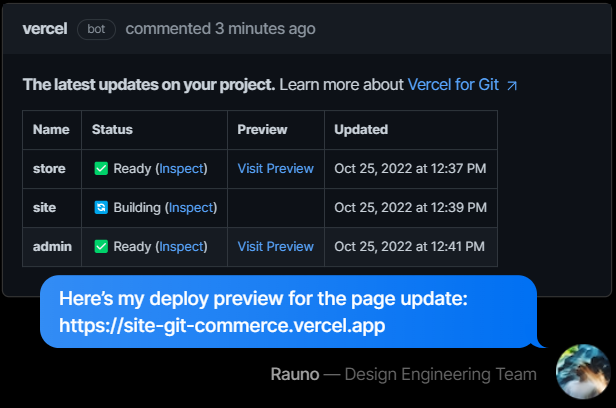 vercel bot commented 3 minutes ago
The latest updates on your project. Learn more about Vercel for Git ↗
Name Status Preview Updated
store ✅ Ready (Inspect) Visit Preview Oct 25, 2022 at 12:37 PM
site 🔄 Building (Inspect) Oct 25, 2022 at 12:39 PM
admin ✅ Ready (Inspect) Visit Preview Oct 25, 2022 at 12:41 PM
Here’s my deploy preview for the page update:
https://site-git-commerce.vercel.app
Rauno — Design Engineering Team